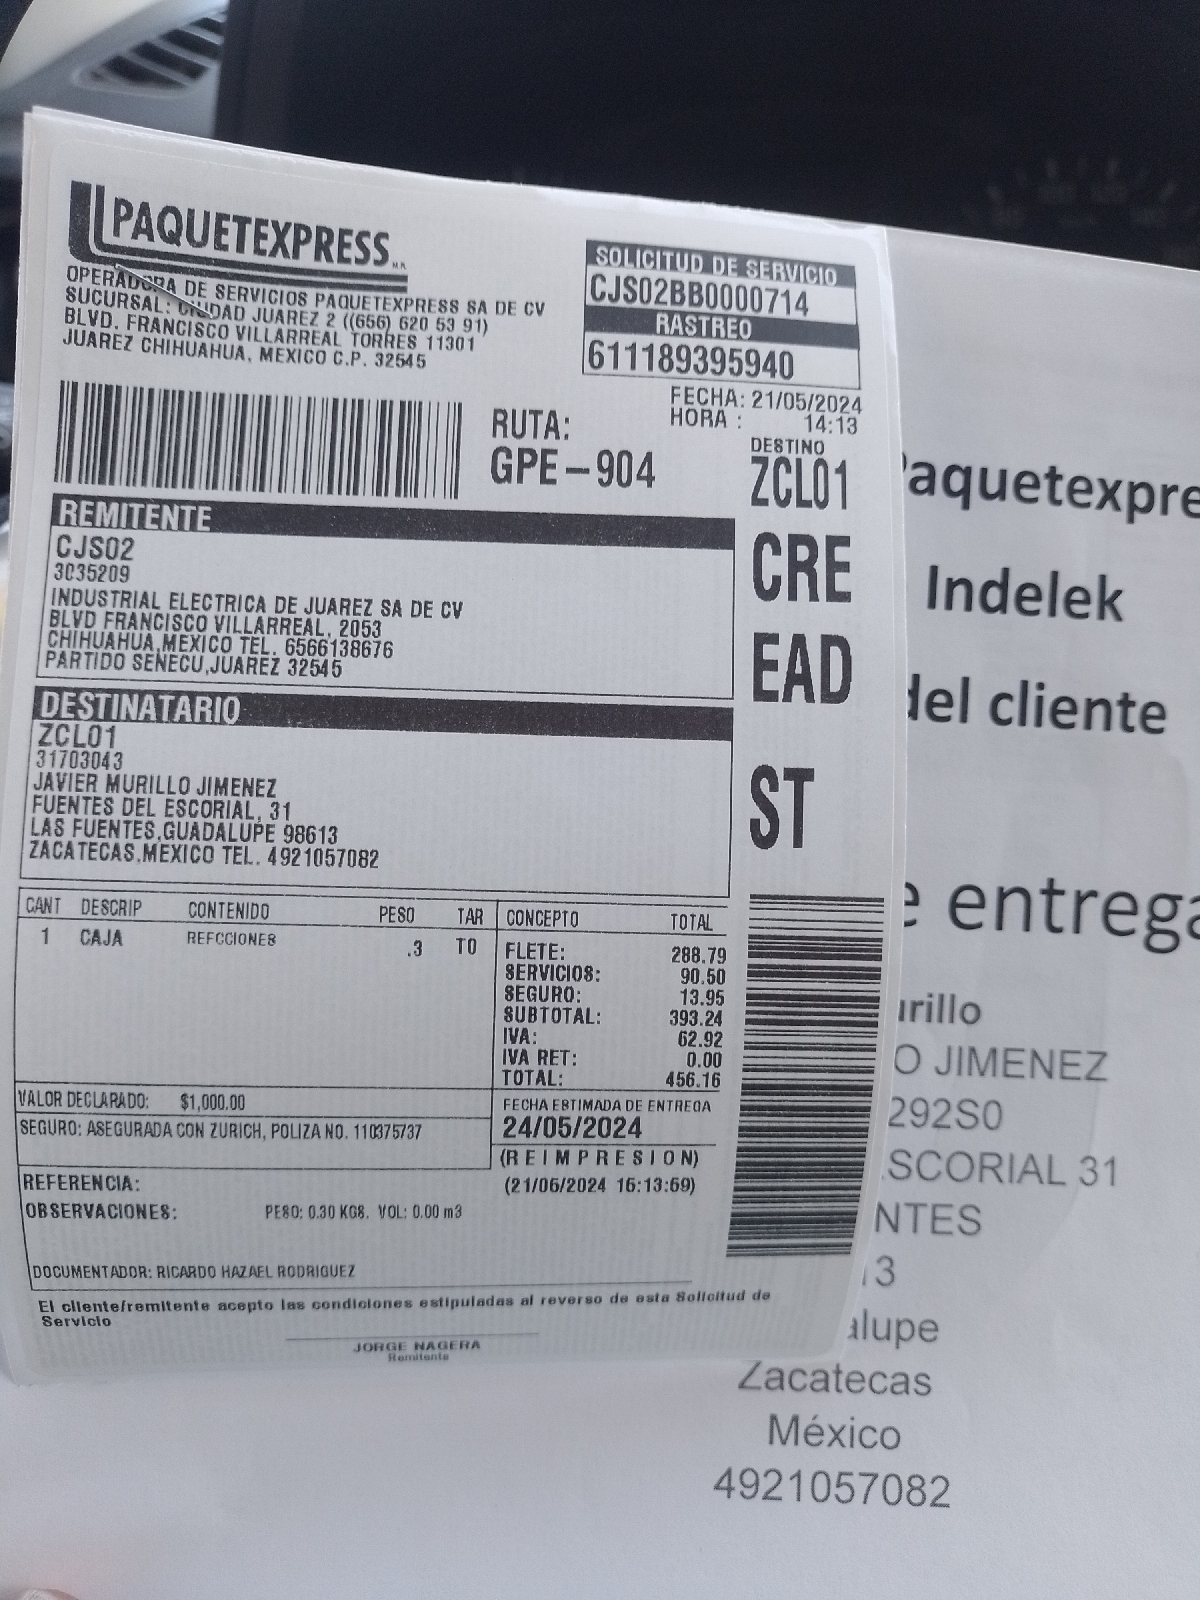 PAQUETEXPRESS M.R.
OPERADORA DE SERVICIOS PAQUETEXPRESS SA DE CV
SUCURSAL: CIUDAD JUAREZ 2 ((656) 620 53 91)
BLVD. FRANCISCO VILLARREAL TORRES 11301
JUAREZ CHIHUAHUA, MEXICO C.P. 32545
SOLICITUD DE SERVICIO
CJS02BB0000714
RASTREO
611189395940
FECHA: 21/05/2024
HORA : 14:13
RUTA:
GPE-904
DESTINO
ZCL01
CRE
EAD
ST
REMITENTE
CJS02
3035209
INDUSTRIAL ELECTRICA DE JUAREZ SA DE CV
BLVD FRANCISCO VILLARREAL, 2053
CHIHUAHUA,MEXICO TEL. 6566138676
PARTIDO SENECU,JUAREZ 32545
DESTINATARIO
ZCL01
31703043
JAVIER MURILLO JIMENEZ
FUENTES DEL ESCORIAL, 31
LAS FUENTES,GUADALUPE 98613
ZACATECAS,MEXICO TEL. 4921057082
CANT DESCRIP CONTENIDO PESO TAR
1 CAJA REFCCIONES .3 T0
CONCEPTO TOTAL
FLETE: 288.79
SERVICIOS: 90.50
SEGURO: 13.95
SUBTOTAL: 393.24
IVA: 62.92
IVA RET: 0.00
TOTAL: 456.16
VALOR DECLARADO: $1,000.00
SEGURO: ASEGURADA CON ZURICH, POLIZA NO. 110375737
FECHA ESTIMADA DE ENTREGA
24/05/2024
(REIMPRESION)
(21/05/2024 16:13:59)
REFERENCIA:
OBSERVACIONES: PESO: 0.30 KGS. VOL: 0.00 m3
DOCUMENTADOR: RICARDO HAZAEL RODRIGUEZ
El cliente/remitente acepto las condiciones estipuladas al reverso de esta Solicitud de
Servicio
JORGE NAGERA
Remitente
Paquetexpre
Indelek
del cliente
e entrega
urillo
O JIMENEZ
292S0
SCORIAL 31
NTES
13
alupe
Zacatecas
México
4921057082